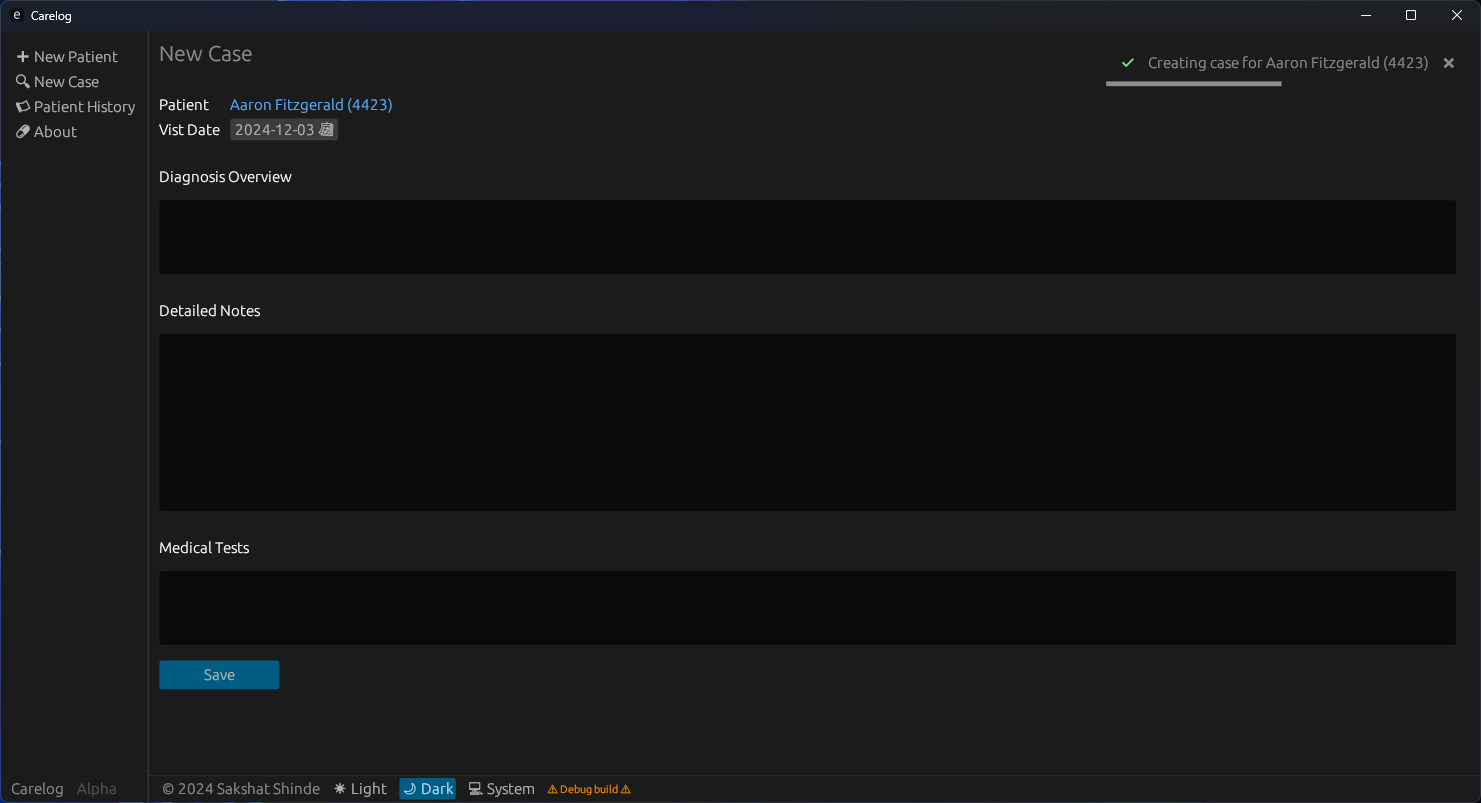 e Carelog
New Patient
New Case
Patient History
About
New Case
Creating case for Aaron Fitzgerald (4423)
Patient Aaron Fitzgerald (4423)
Vist Date 2024-12-03
Diagnosis Overview
Detailed Notes
Medical Tests
Save
Carelog Alpha
© 2024 Sakshat Shinde Light Dark System ⚠ Debug build ⚠